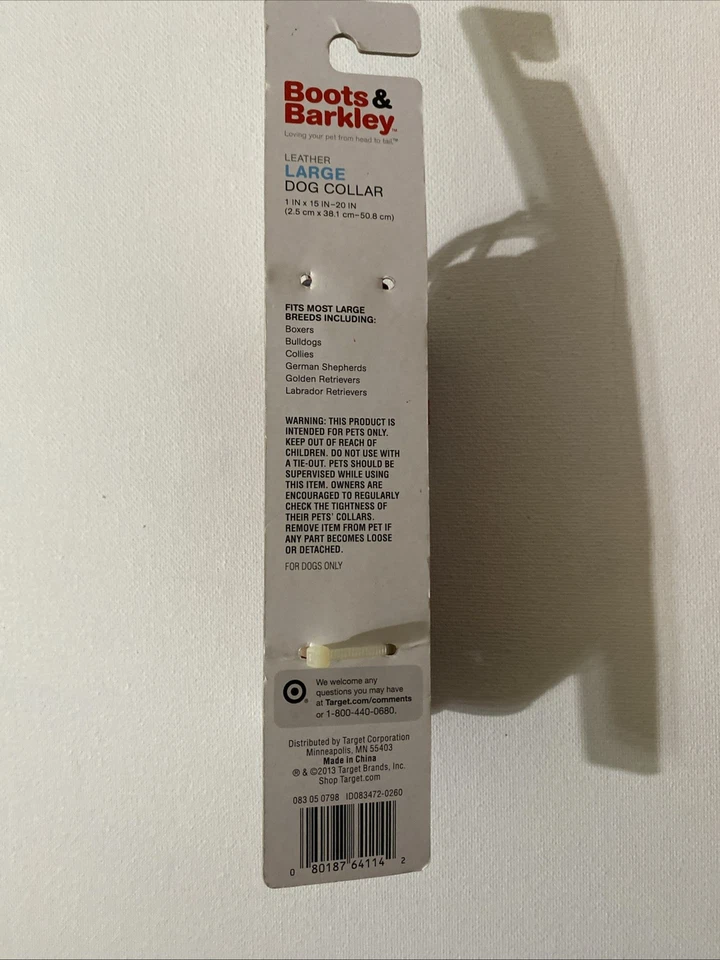 Boots &
Barkley™
Loving your pet from head to tail.™
LEATHER
LARGE
DOG COLLAR
1 IN x 15 IN–20 IN
(2.5 cm x 38.1 cm–50.8 cm)
FITS MOST LARGE
BREEDS INCLUDING:
Boxers
Bulldogs
Collies
German Shepherds
Golden Retrievers
Labrador Retrievers
WARNING: THIS PRODUCT IS
INTENDED FOR PETS ONLY.
KEEP OUT OF REACH OF
CHILDREN. DO NOT USE WITH
A TIE-OUT. PETS SHOULD BE
SUPERVISED WHILE USING
THIS ITEM. OWNERS ARE
ENCOURAGED TO REGULARLY
CHECK THE TIGHTNESS OF
THEIR PETS' COLLARS.
REMOVE ITEM FROM PET IF
ANY PART BECOMES LOOSE
OR DETACHED.
FOR DOGS ONLY
We welcome any
questions you may have
at Target.com/comments
or 1-800-440-0680.
Distributed by Target Corporation
Minneapolis, MN 55403
Made in China
® & ©2013 Target Brands, Inc.
Shop Target.com
083 05 0798 ID083472-0260
0 80187 64114 2